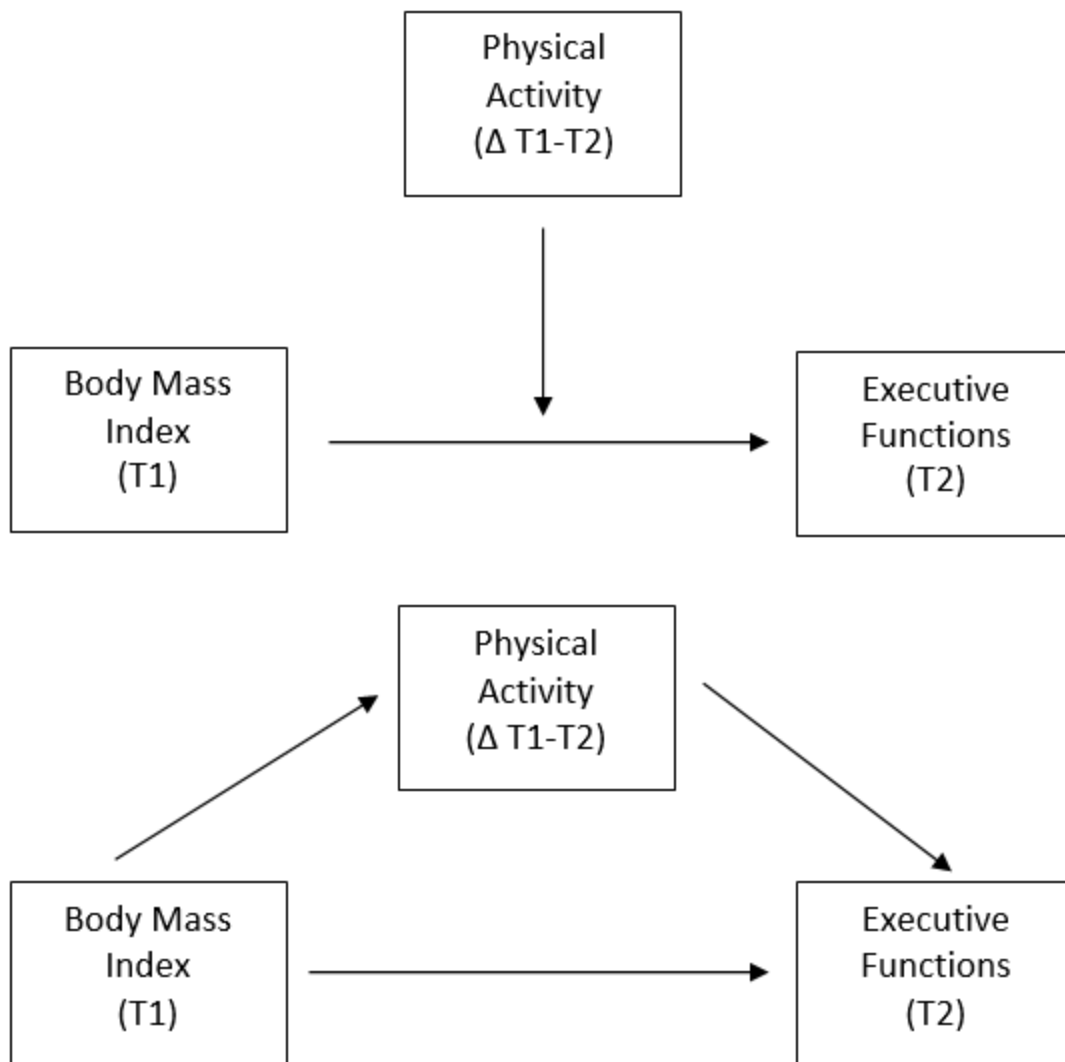 Physical
Activity
(Δ T1-T2)
Body Mass
Index
(T1)
Executive
Functions
(T2)
Physical
Activity
(Δ T1-T2)
Body Mass
Index
(T1)
Executive
Functions
(T2)